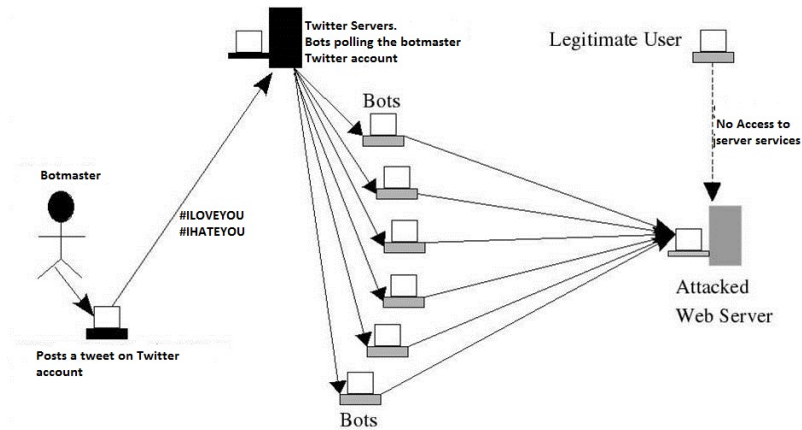 Twitter Servers.
Bots polling the botmaster
Twitter account
Legitimate User
Bots
No Access to
server services
Botmaster
#ILOVEYOU
#IHATEYOU
Attacked
Web Server
Posts a tweet on Twitter
account
Bots